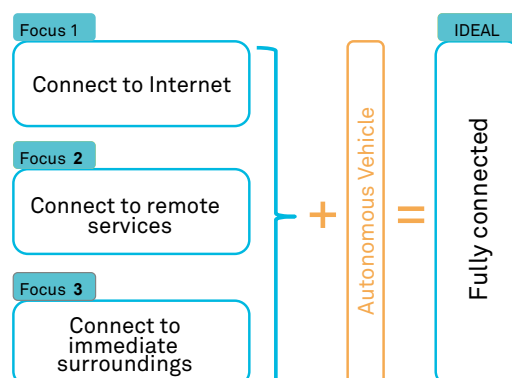 Focus 1
Connect to Internet
Focus 2
Connect to remote
services
Focus 3
Connect to
immediate
surroundings
+
Autonomous Vehicle
=
IDEAL
Fully connected